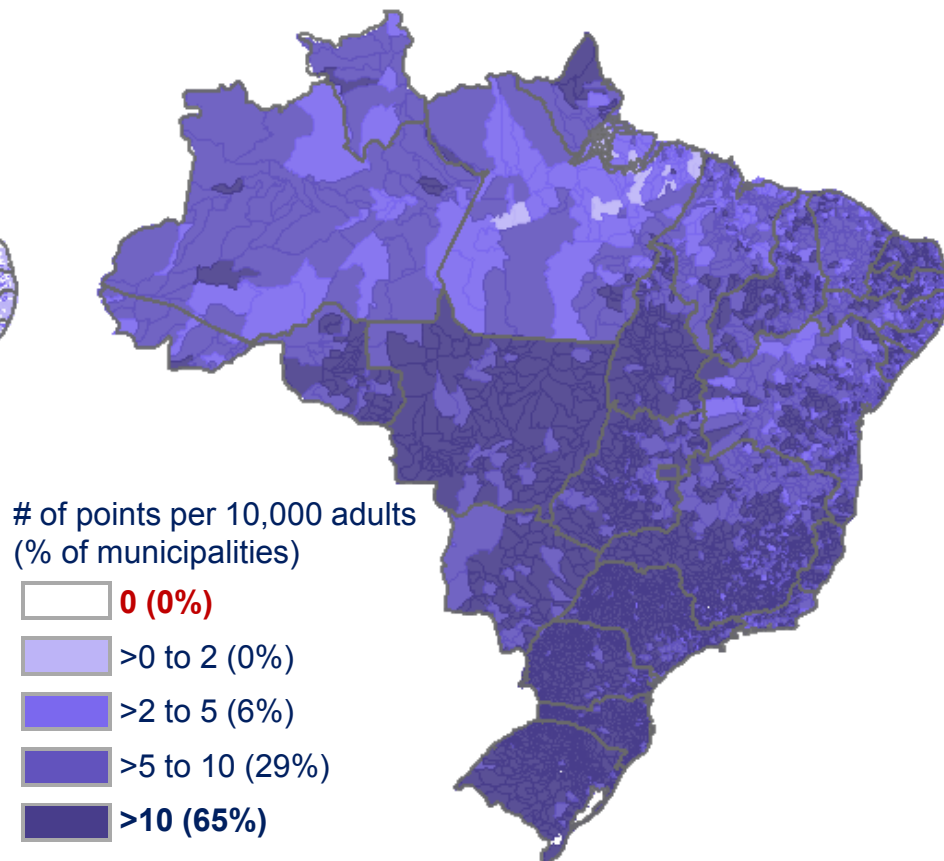 # of points per 10,000 adults
(% of municipalities)
0 (0%)
>0 to 2 (0%)
>2 to 5 (6%)
>5 to 10 (29%)
>10 (65%)